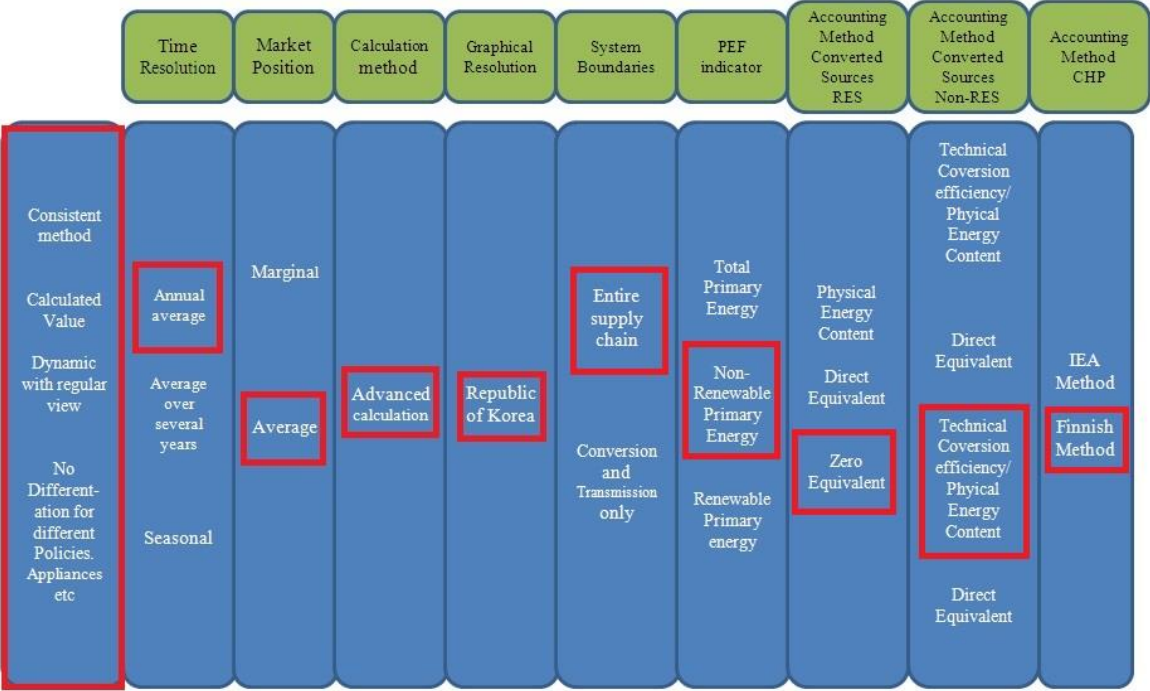 Time
Resolution
Market
Position
Calculation
method
Graphical
Resolution
System
Boundaries
PEF
indicator
Accounting
Method
Converted
Sources
RES
Accounting
Method
Converted
Sources
Non-RES
Accounting
Method
CHP
Consistent
method
Calculated
Value
Dynamic
with regular
view
No
Different-
ation for
different
Policies.
Appliances
etc
Annual
average
Average
over
several
years
Seasonal
Marginal
Average
Advanced
calculation
Republic
of Korea
Entire
supply
chain
Conversion
and
Transmission
only
Total
Primary
Energy
Non-
Renewable
Primary
Energy
Renewable
Primary
energy
Physical
Energy
Content
Direct
Equivalent
Zero
Equivalent
Technical
Coversion
efficiency/
Phyical
Energy
Content
Direct
Equivalent
Technical
Coversion
efficiency/
Phyical
Energy
Content
Direct
Equivalent
IEA
Method
Finnish
Method